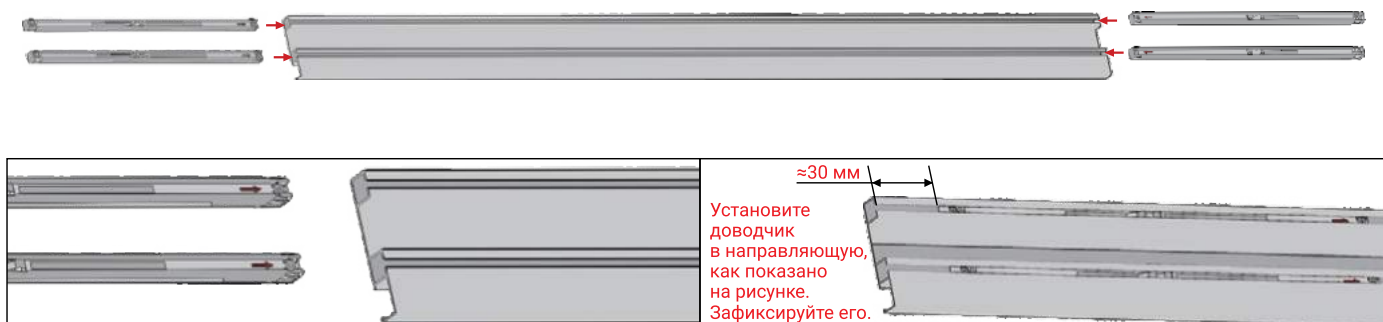 ≈30 мм
Установите
доводчик
в направляющую,
как показано
на рисунке.
Зафиксируйте его.